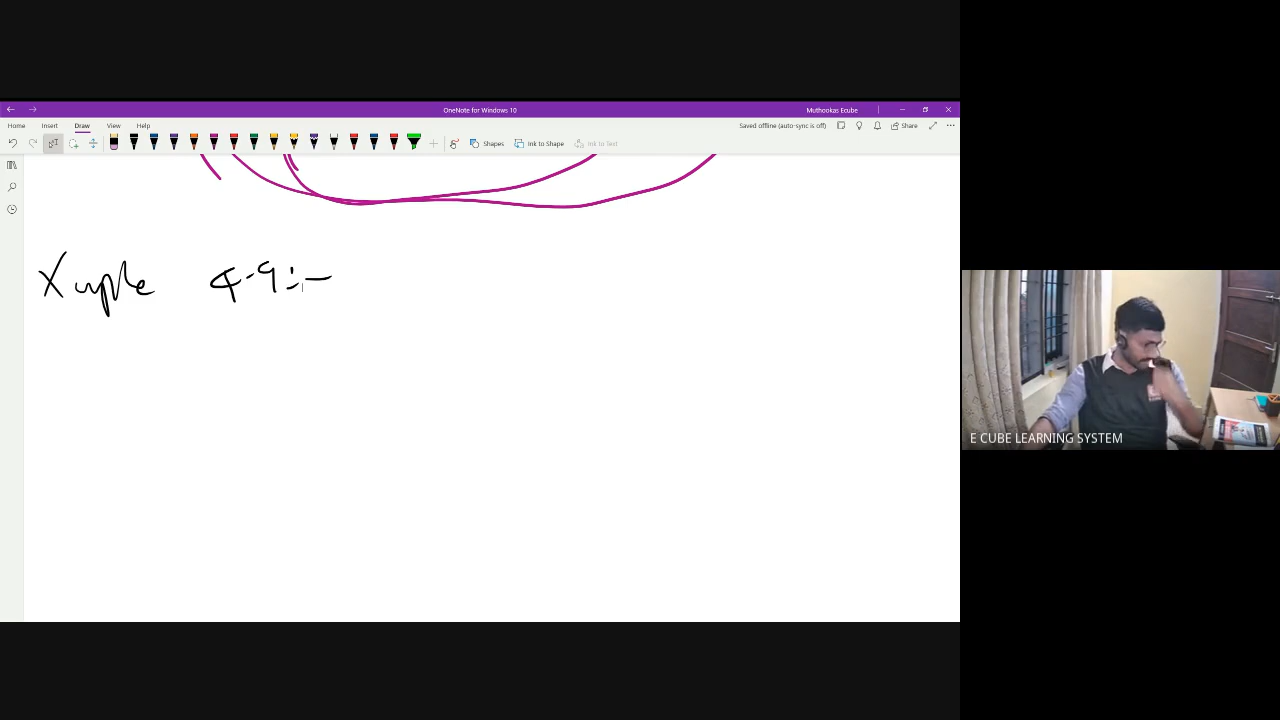 OneNote for Windows 10
Muthookas Ecube
Home Insert Draw View Help
Saved offline (auto-sync is off) Share
Shapes Ink to Shape Ink to Text
4-9:-
E CUBE LEARNING SYSTEM